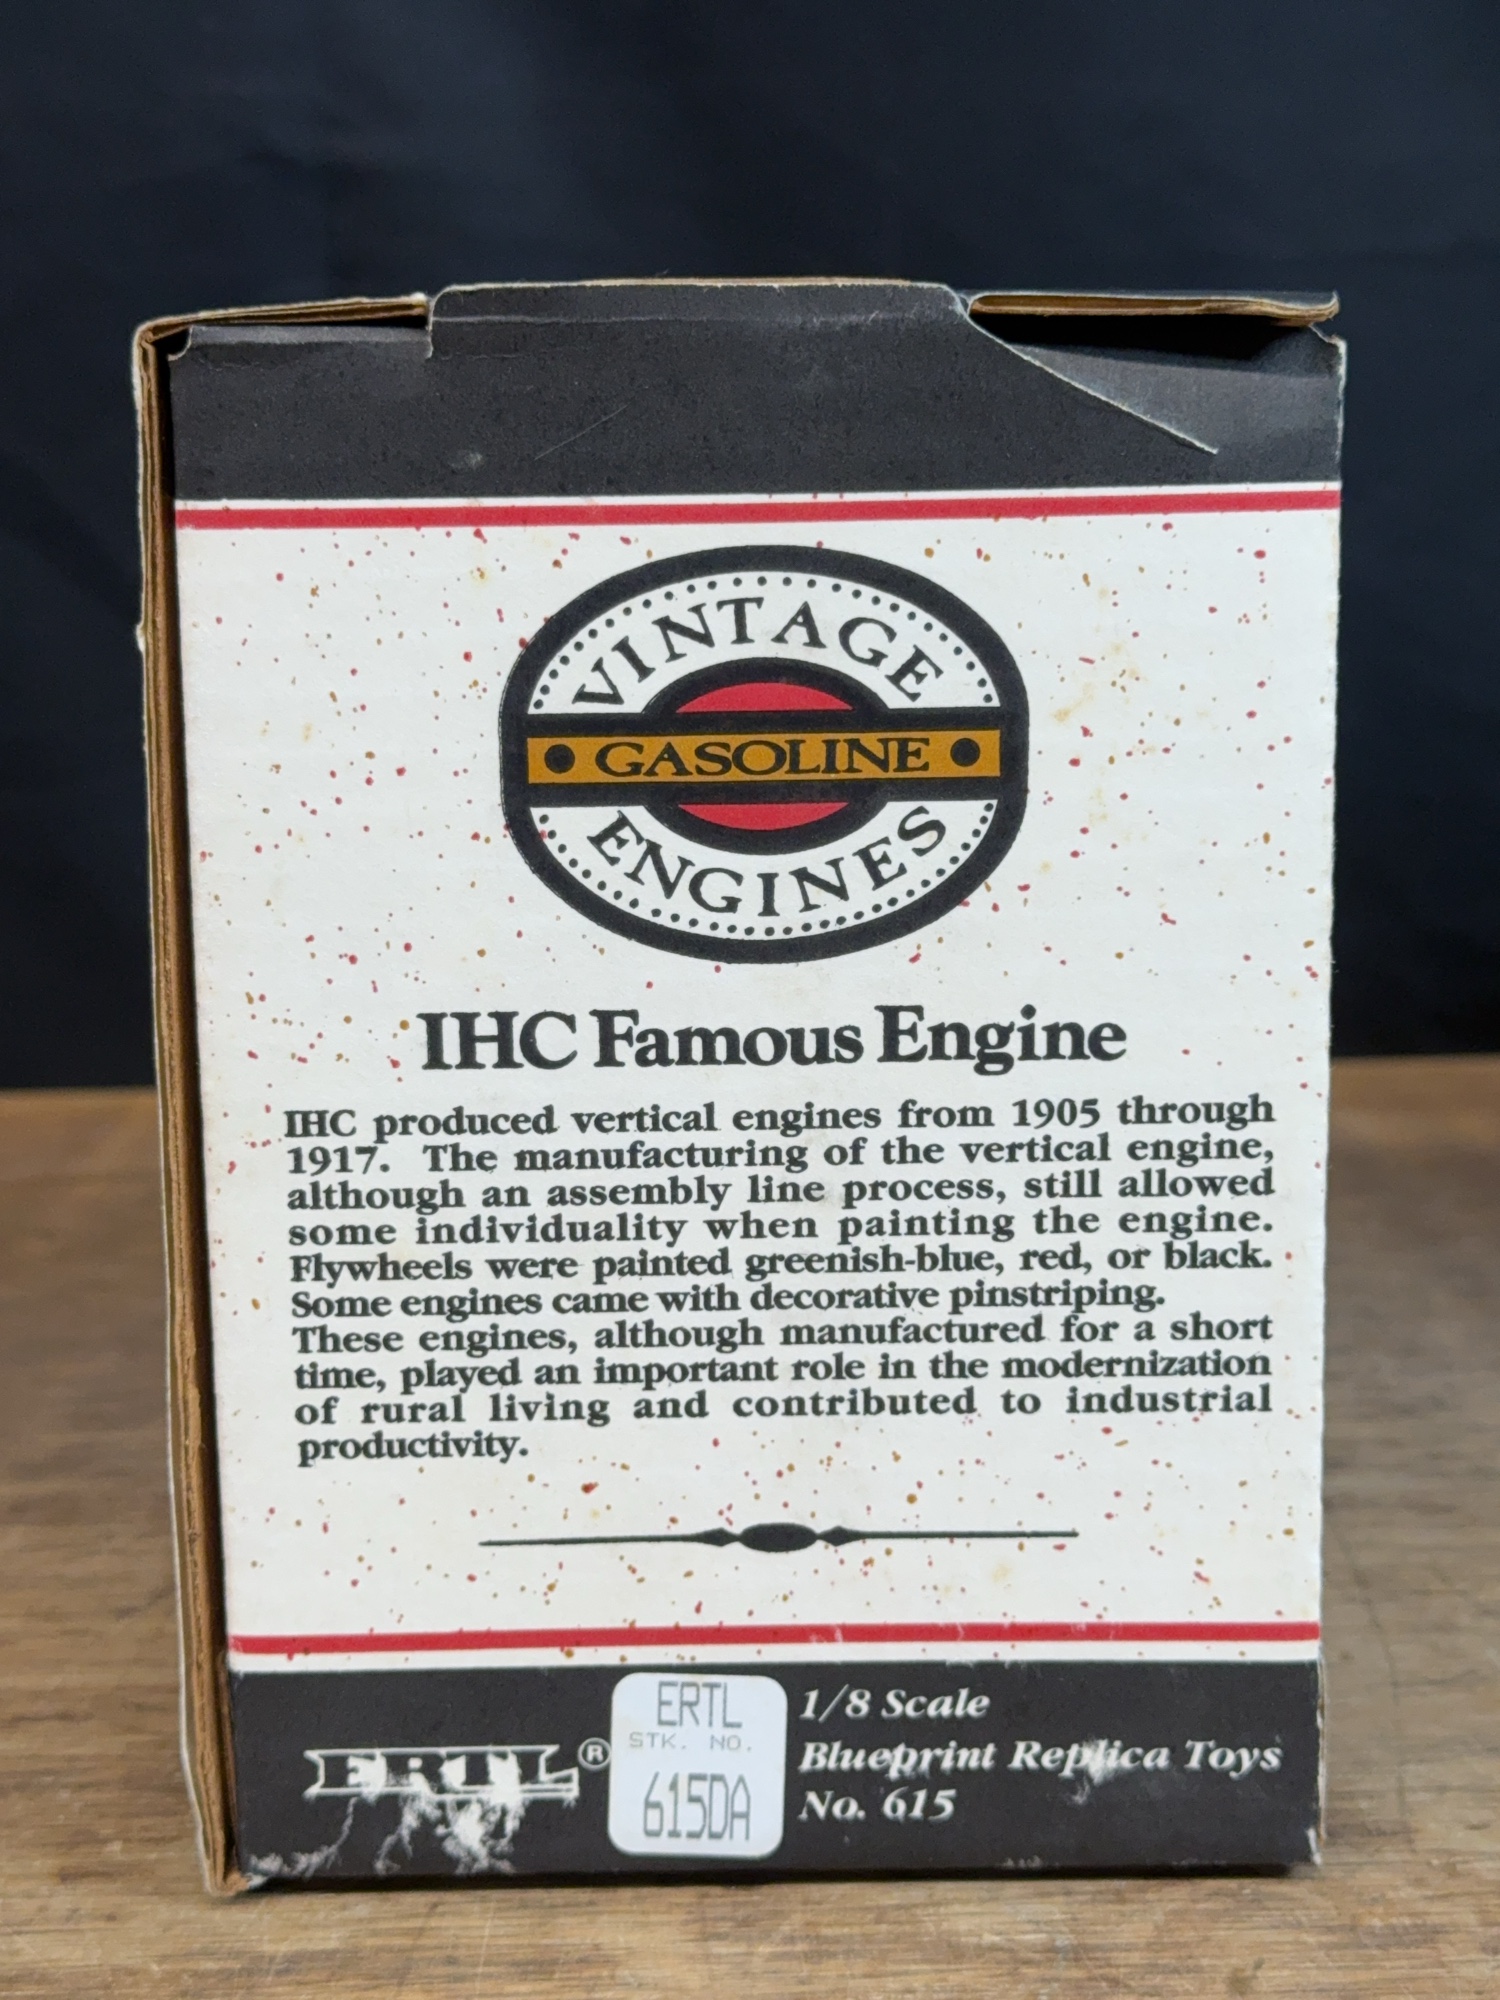 VINTAGE
GASOLINE
ENGINES
IHC Famous Engine
IHC produced vertical engines from 1905 through
1917. The manufacturing of the vertical engine,
although an assembly line process, still allowed
some individuality when painting the engine.
Flywheels were painted greenish-blue, red, or black.
Some engines came with decorative pinstriping.
These engines, although manufactured for a short
time, played an important role in the modernization
of rural living and contributed to industrial
productivity.
ERTL®
ERTL
STK. NO.
615DA
1/8 Scale
Blueprint Replica Toys
No. 615